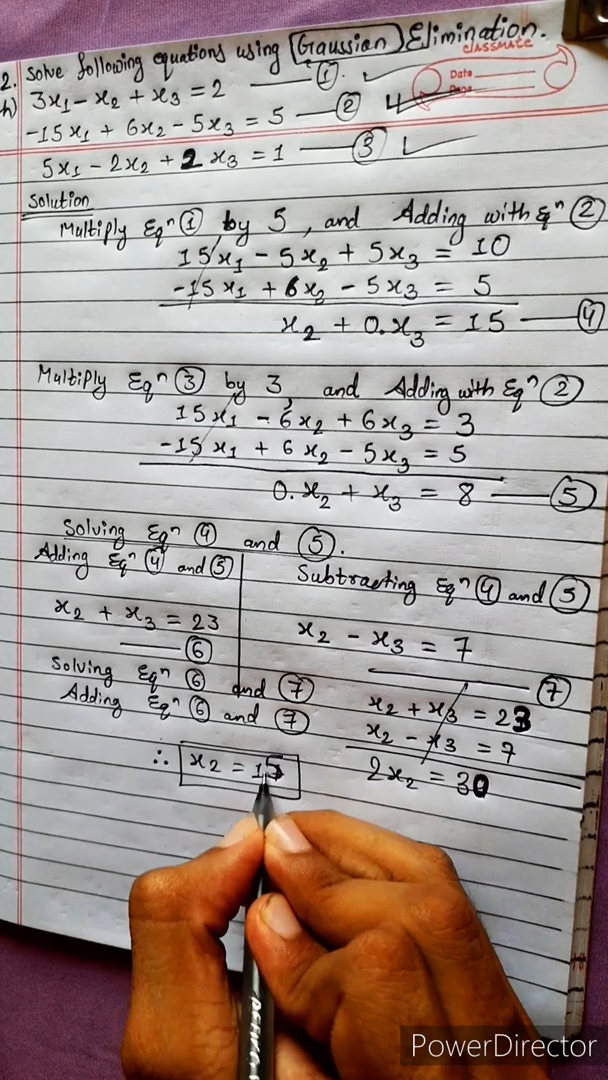 2. Solve following equations using (Gaussian) Elimination.
CLASSMATE
Date
Page
h) 3x₁ - x₂ + x₃ = 2 — ①
-15x₁ + 6x₂ - 5x₃ = 5 — ②
5x₁ - 2x₂ + 2x₃ = 1 — ③
Solution
Multiply Eqⁿ ① by 5, and Adding with Eqⁿ ②
15x₁ - 5x₂ + 5x₃ = 10
-15x₁ + 6x₂ - 5x₃ = 5
x₂ + 0.x₃ = 15 — ④
Multiply Eqⁿ ③ by 3, and Adding with Eqⁿ ②
15x₁ - 6x₂ + 6x₃ = 3
-15x₁ + 6x₂ - 5x₃ = 5
0.x₂ + x₃ = 8 — ⑤
Solving Eqⁿ ④ and ⑤.
Adding Eqⁿ ④ and ⑤
x₂ + x₃ = 23
— ⑥
Subtracting Eqⁿ ④ and ⑤
x₂ - x₃ = 7
— ⑦
Solving Eqⁿ ⑥ and ⑦
Adding Eqⁿ ⑥ and ⑦
x₂ + x₃ = 23
x₂ - x₃ = 7
2x₂ = 30
∴ x₂ = 15
PowerDirector